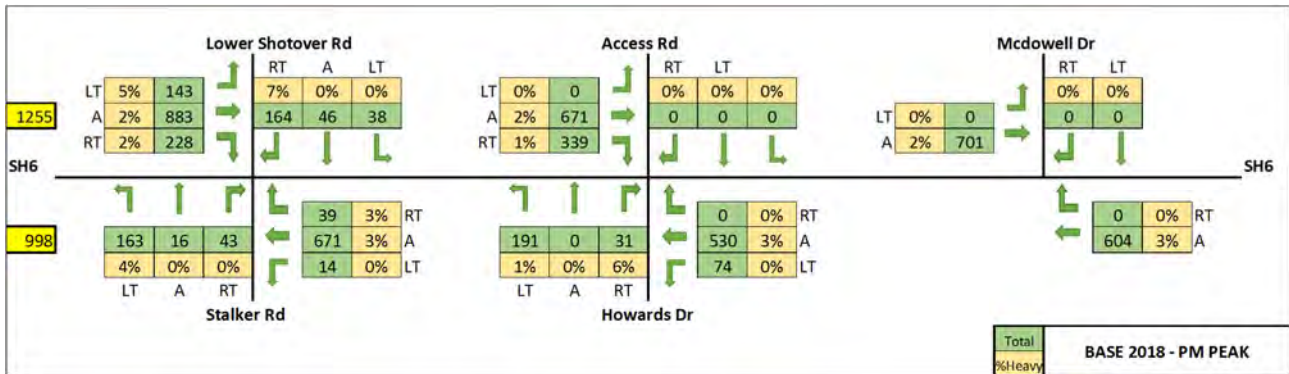 Lower Shotover Rd Access Rd Mcdowell Dr
RT A LT RT LT RT LT
LT 5% 143 7% 0% 0% LT 0% 0 0% 0% 0% 0% 0%
1255 A 2% 883 164 46 38 A 2% 671 0 0 0 LT 0% 0 0 0
RT 2% 228 RT 1% 339 A 2% 701
SH6 SH6
39 3% RT 0 0% RT 0 0% RT
998 163 16 43 671 3% A 191 0 31 530 3% A 604 3% A
4% 0% 0% 14 0% LT 1% 0% 6% 74 0% LT LT
LT A RT LT A RT
Stalker Rd Howards Dr
Total
%Heavy
BASE 2018 - PM PEAK